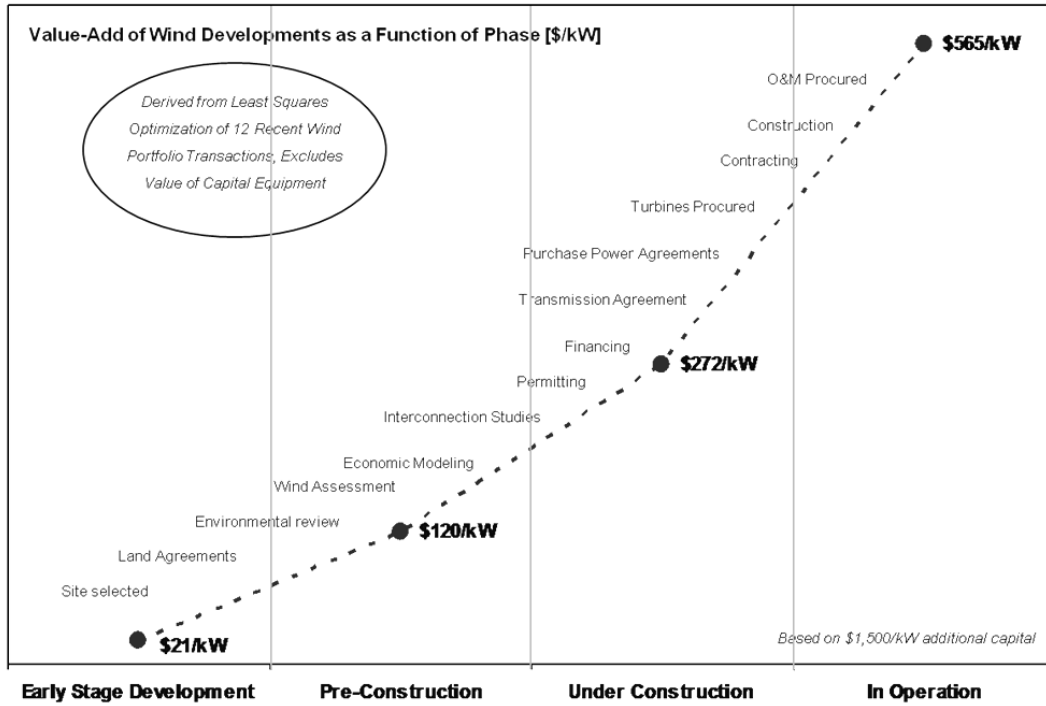 Value-Add of Wind Developments as a Function of Phase [$/kW]
Derived from Least Squares
Optimization of 12 Recent Wind
Portfolio Transactions, Excludes
Value of Capital Equipment
$565/kW
O&M Procured
Construction
Contracting
Turbines Procured
Purchase Power Agreements
Transmission Agreement
Financing
$272/kW
Permitting
Interconnection Studies
Economic Modeling
Wind Assessment
Environmental review
$120/kW
Land Agreements
Site selected
$21/kW
Based on $1,500/kW additional capital
Early Stage Development
Pre-Construction
Under Construction
In Operation